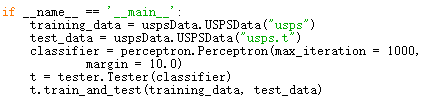 if __name__ == '__main__':
    training_data = uspsData.USPSData("usps")
    test_data = uspsData.USPSData("usps.t")
    classifier = perceptron.Perceptron(max_iteration = 1000,
            margin = 10.0)
    t = tester.Tester(classifier)
    t.train_and_test(training_data, test_data)